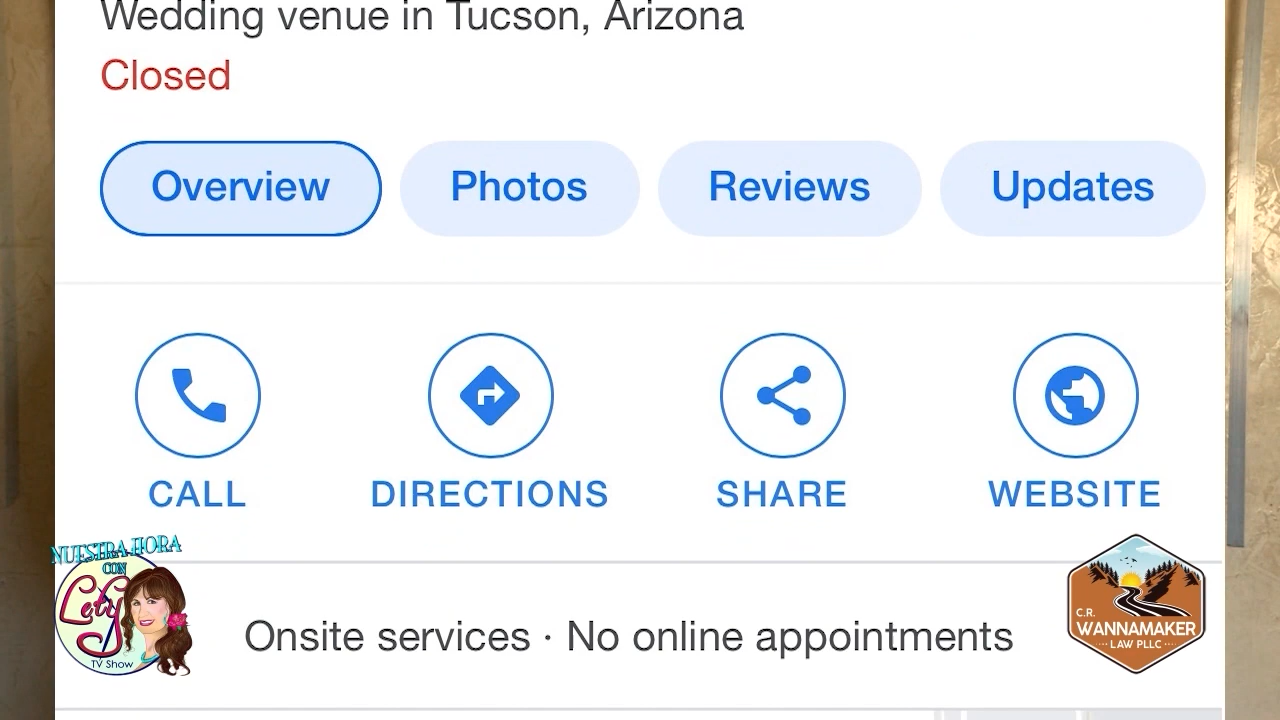 Wedding venue in Tucson, Arizona
Closed
Overview Photos Reviews Updates
CALL DIRECTIONS SHARE WEBSITE
NUESTRA HORA
CON
Lety
TV Show
C.R.
WANNAMAKER
LAW PLLC
Onsite services · No online appointments